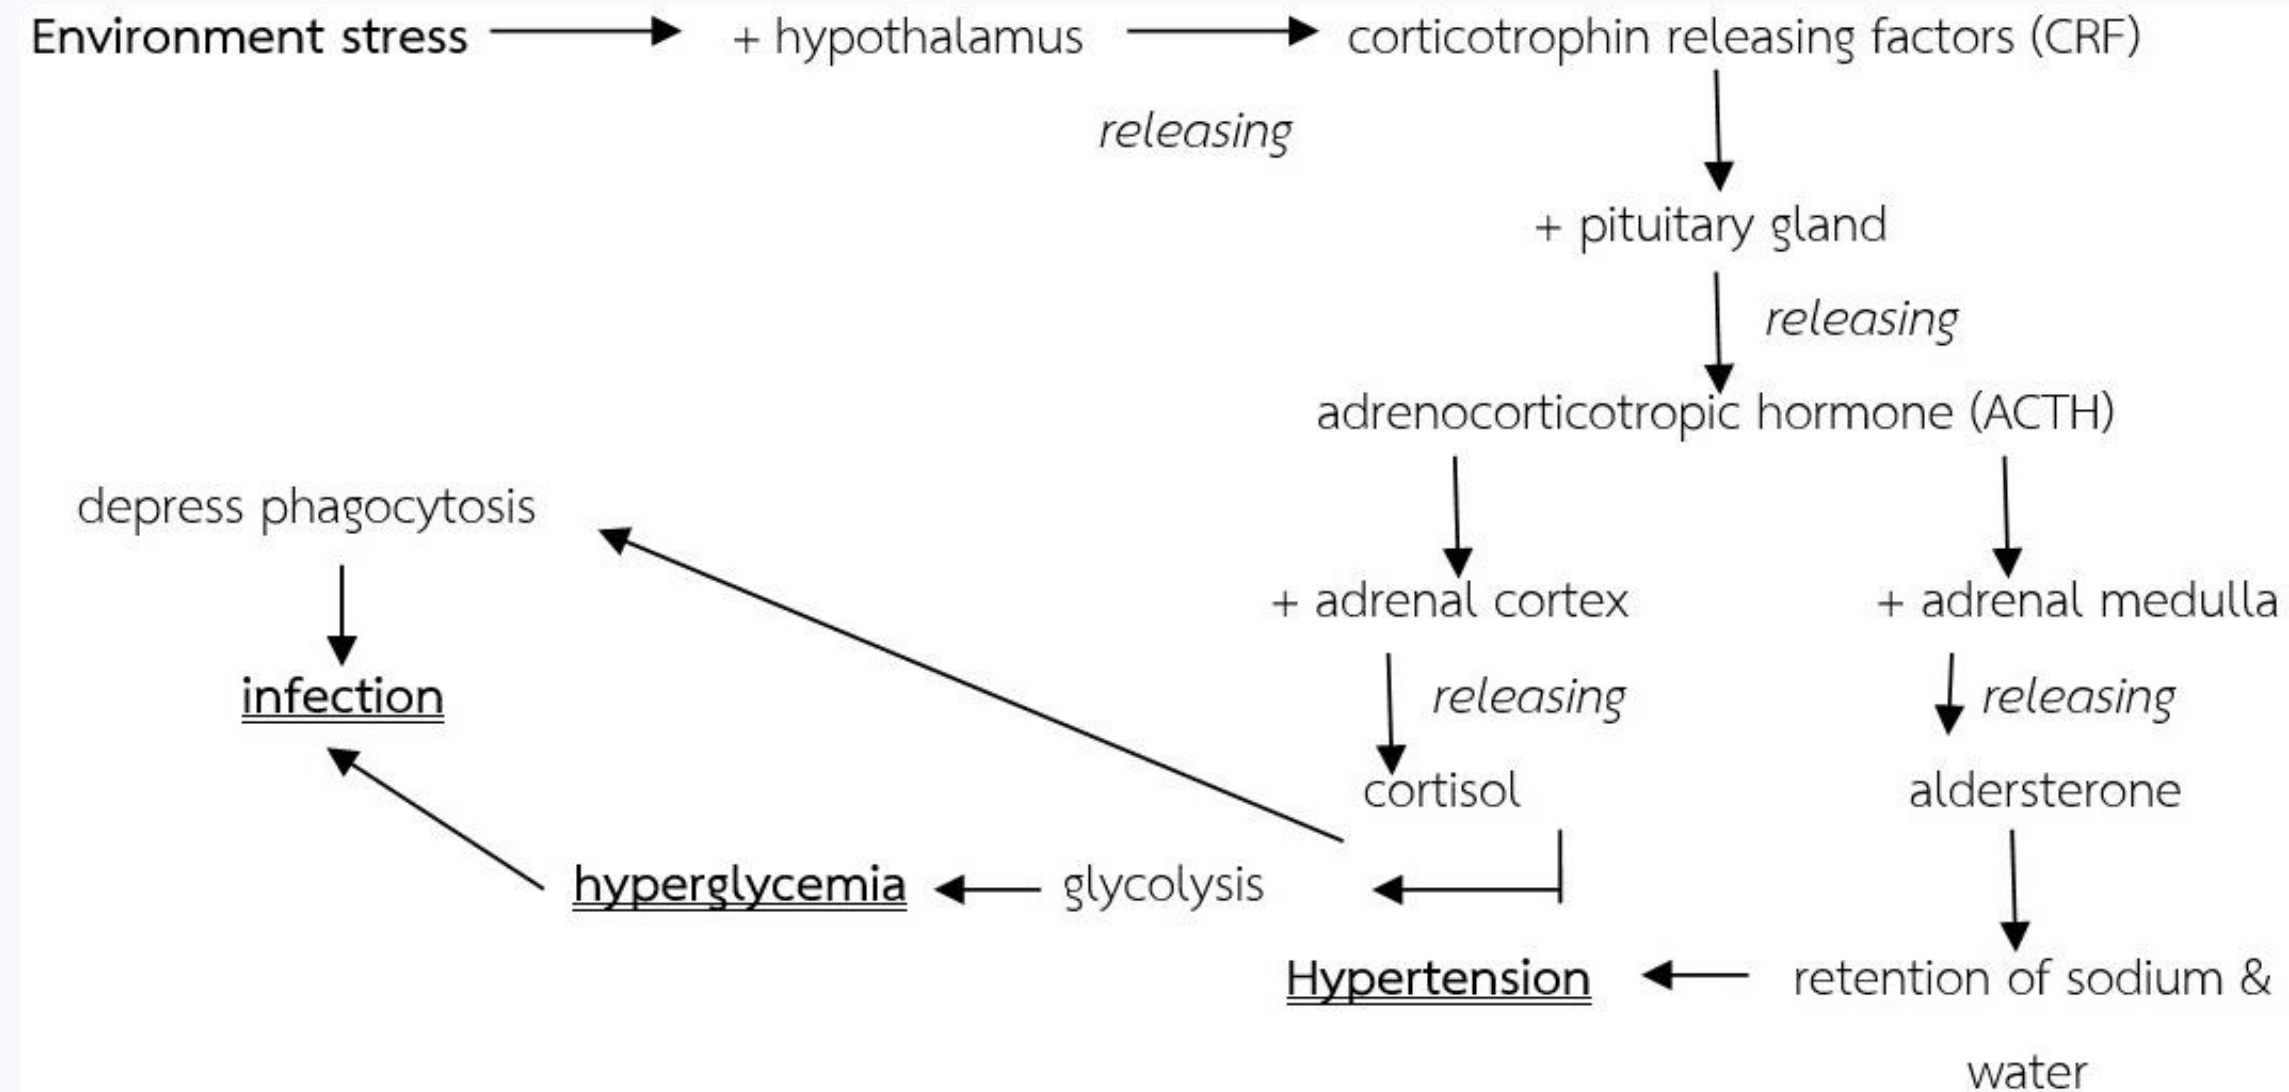 Environment stress + hypothalamus corticotrophin releasing factors (CRF)
releasing
+ pituitary gland
releasing
adrenocorticotropic hormone (ACTH)
depress phagocytosis
+ adrenal cortex + adrenal medulla
infection releasing releasing
cortisol aldersterone
hyperglycemia glycolysis
Hypertension retention of sodium &
water